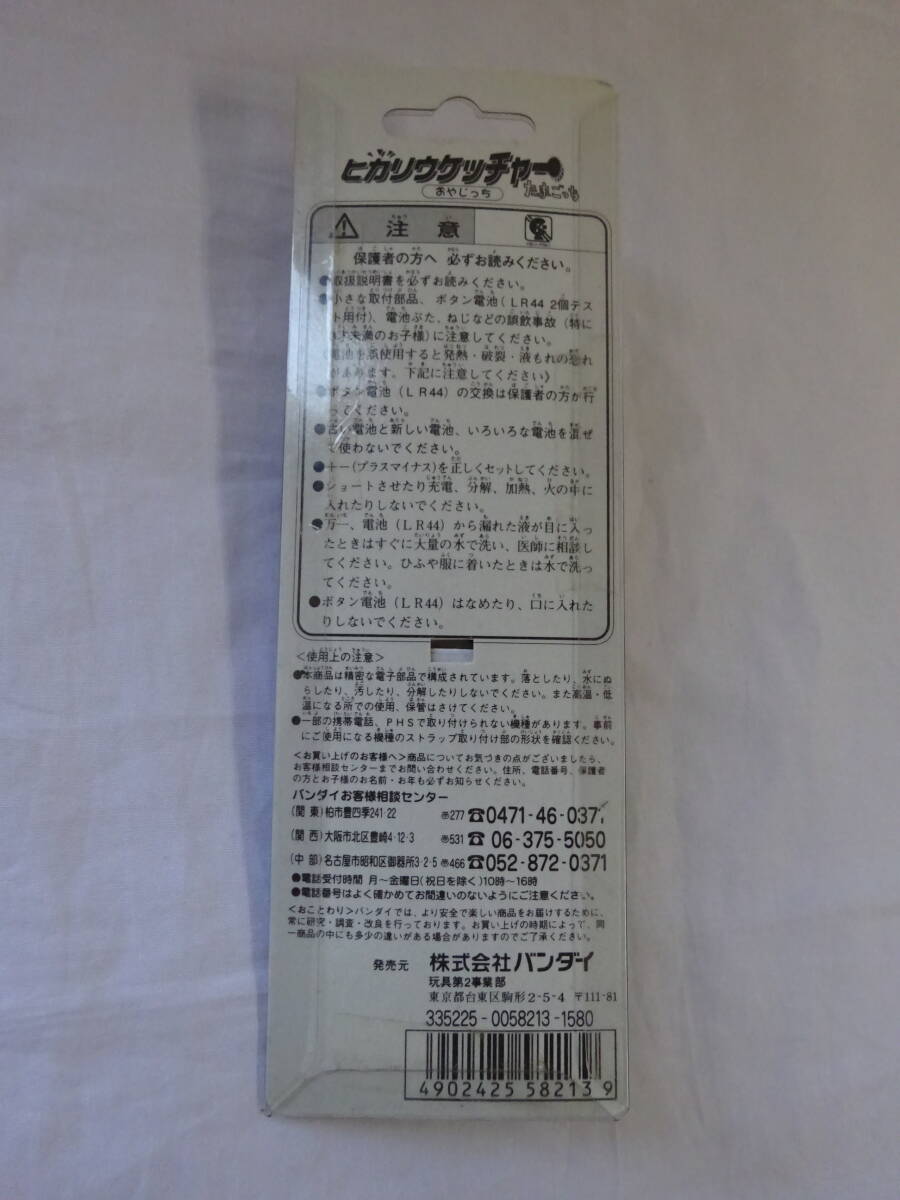 ヒカリウケッチャー
おやじっち
たまごっち
注意
保護者の方へ 必ずお読みください。
●取扱説明書を必ずお読みください。
●小さな取付部品、ボタン電池(LR44 2個テス
ト用付)、電池ぶた、ねじなどの誤飲事故(特に
未満のお子様)に注意してください。
《電池を誤使用すると発熱・破裂・液もれの恐れ
があります。下記に注意してください》
●ボタン電池(LR44)の交換は保護者の方が行
ってください。
●古い電池と新しい電池、いろいろな電池を混ぜ
て使わないでください。
●+-(プラスマイナス)を正しくセットしてください。
●ショートさせたり充電、分解、加熱、火の中に
入れたりしないでください。
●万一、電池(LR44)から漏れた液が目に入っ
たときはすぐに大量の水で洗い、医師に相談し
てください。ひふや服に着いたときは水で洗っ
てください。
●ボタン電池(LR44)はなめたり、口に入れた
りしないでください。
<使用上の注意>
●本商品は精密な電子部品で構成されています。落としたり、水にぬ
らしたり、汚したり、分解したりしないでください。また高温・低
温になる所での使用、保管はさけてください。
●一部の携帯電話、PHSで取り付けられない機種があります。事前
にご使用になる機種のストラップ取り付け部の形状を確認ください。
<お買い上げのお客様へ>商品についてお気づきの点がございましたら、
お客様相談センターまでお問い合わせください。住所、電話番号、保護者
の方とお子様のお名前・お年も必ずお知らせください。
バンダイお客様相談センター
(関東)柏市豊四季241-22 〠277 ☎0471-46-0371
(関西)大阪市北区豊崎4-12-3 〠531 ☎06-375-5050
(中部)名古屋市昭和区御器所3-2-5 〠466 ☎052-872-0371
●電話受付時間 月〜金曜日(祝日を除く)10時〜16時
●電話番号はよく確かめてお間違いのないようにご注意ください。
<おことわり>バンダイでは、より安全で楽しい商品をお届けするために、
常に研究・調査・改良を行っております。お買い上げの時期によって、同
一商品の中にも多少の違いがある場合がありますのでご了承ください。
発売元 株式会社バンダイ
玩具第2事業部
東京都台東区駒形2-5-4 〒111-81
335225-0058213-1580
4902425 582139